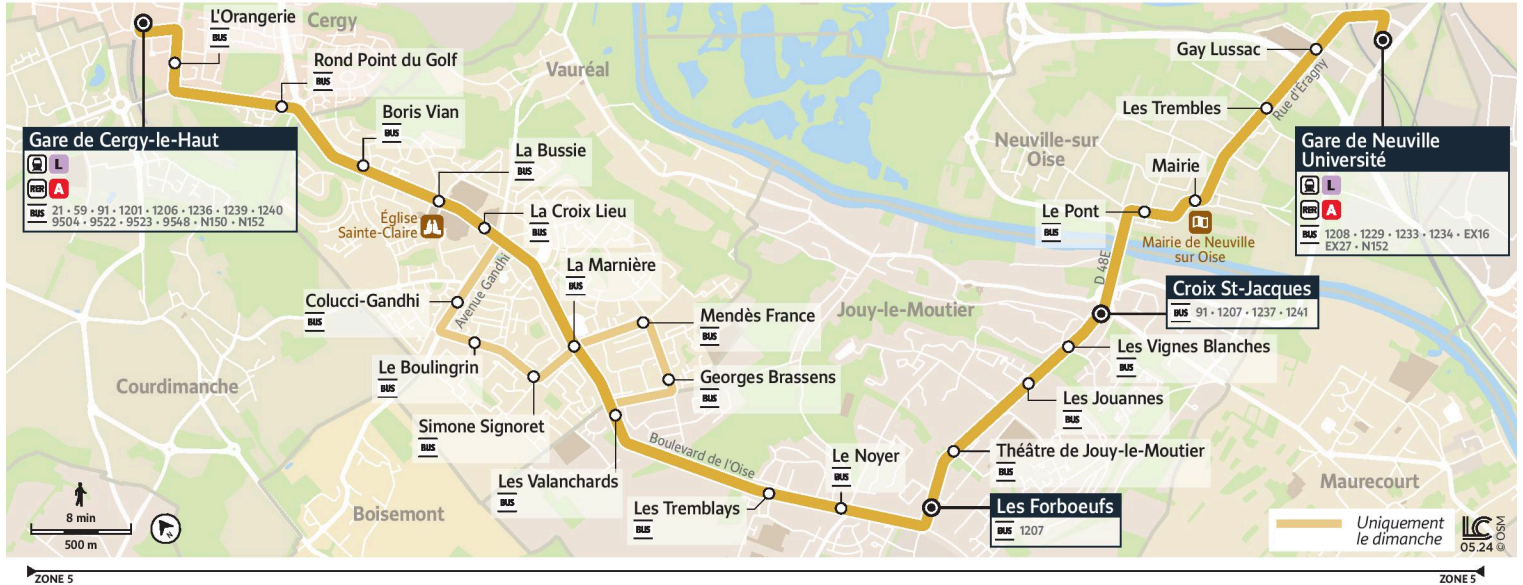 L'Orangerie
BUS
Cergy
Rond Point du Golf
BUS
Vauréal
Boris Vian
BUS
Gare de Cergy-le-Haut
L
RER A
BUS 21 • 59 • 91 • 1201 • 1206 • 1236 • 1239 • 1240
9504 • 9522 • 9523 • 9548 • N150 • N152
La Bussie
BUS
Église
Sainte-Claire
La Croix Lieu
BUS
La Marnière
BUS
Avenue Gandhi
Colucci-Gandhi
BUS
Mendès France
BUS
Le Boulingrin
BUS
Georges Brassens
BUS
Simone Signoret
BUS
Courdimanche
Les Valanchards
BUS
Boulevard de l'Oise
Les Tremblays
BUS
Le Noyer
BUS
Boisemont
Gay Lussac
Les Trembles
Rue d'Eragny
Neuville-sur
Oise
Mairie
Le Pont
BUS
Mairie de Neuville
sur Oise
Gare de Neuville
Université
L
RER A
BUS 1208 • 1229 • 1233 • 1234 • EX16
EX27 • N152
D 48E
Croix St-Jacques
BUS 91 • 1207 • 1237 • 1241
Jouy-le-Moutier
Les Vignes Blanches
BUS
Les Jouannes
BUS
Théâtre de Jouy-le-Moutier
BUS
Les Forboeufs
BUS 1207
Maurecourt
8 min
500 m
N
Uniquement
le dimanche
LC
05.24
© OSM
ZONE 5
ZONE 5